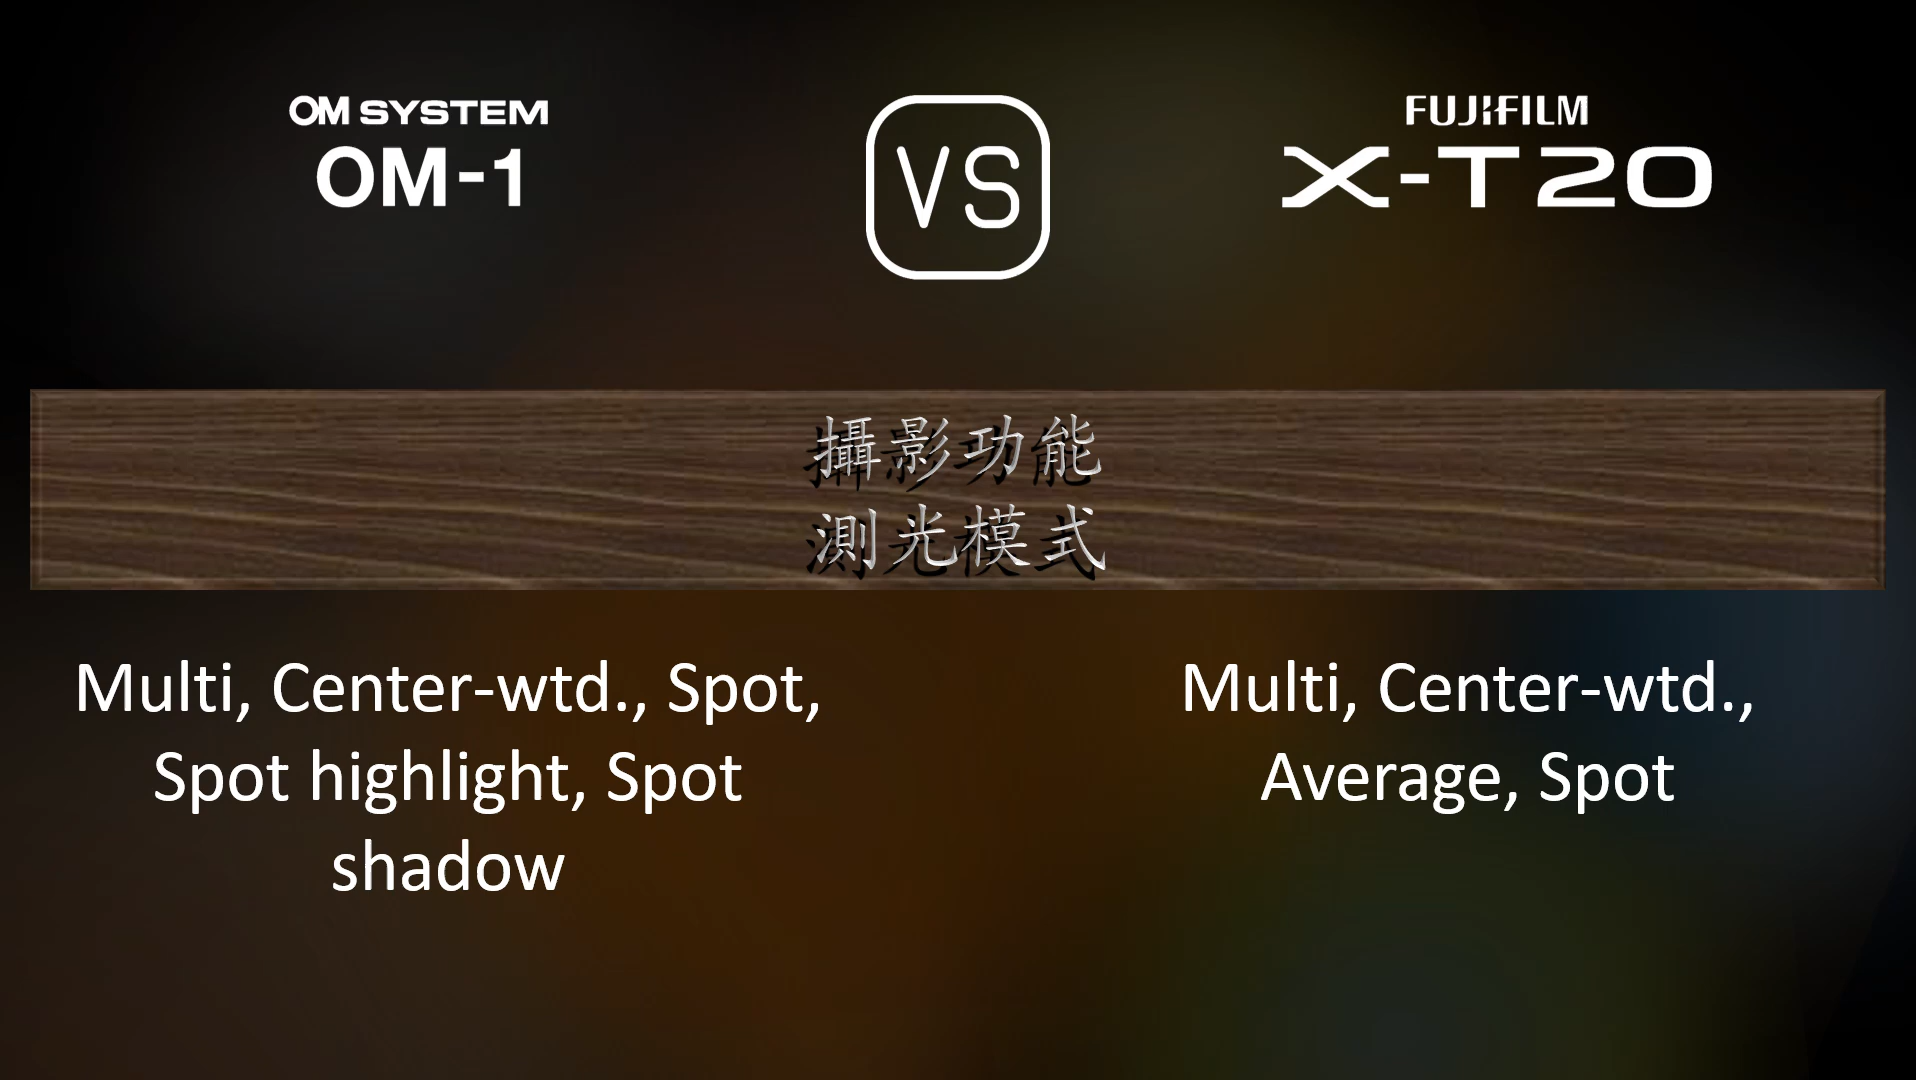 OM SYSTEM
OM-1
VS
FUJIFILM
X-T20
攝影功能
測光模式
Multi, Center-wtd., Spot,
Spot highlight, Spot
shadow
Multi, Center-wtd.,
Average, Spot